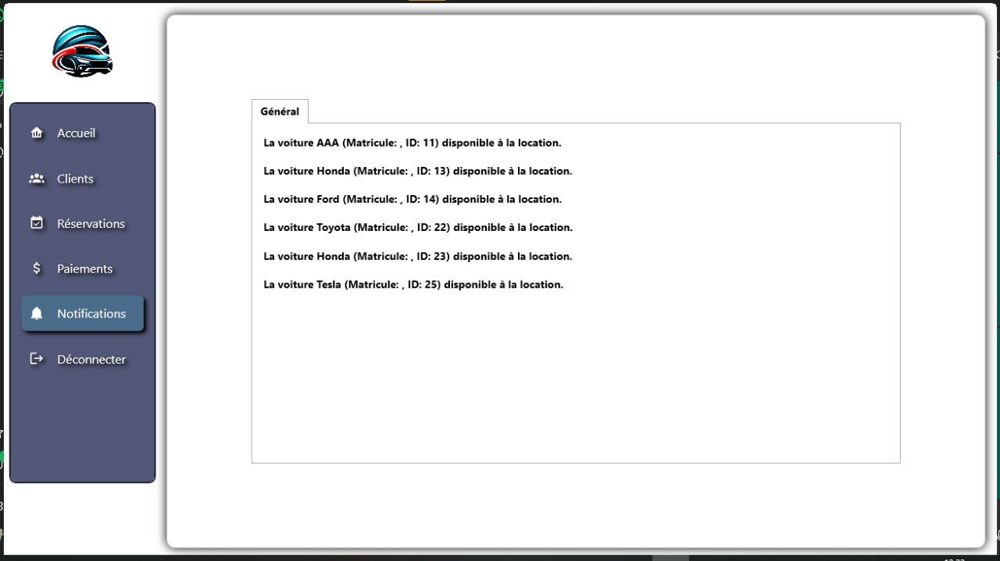 Accueil
Clients
Réservations
Paiements
Notifications
Déconnecter
Général
La voiture AAA (Matricule: , ID: 11) disponible à la location.
La voiture Honda (Matricule: , ID: 13) disponible à la location.
La voiture Ford (Matricule: , ID: 14) disponible à la location.
La voiture Toyota (Matricule: , ID: 22) disponible à la location.
La voiture Honda (Matricule: , ID: 23) disponible à la location.
La voiture Tesla (Matricule: , ID: 25) disponible à la location.